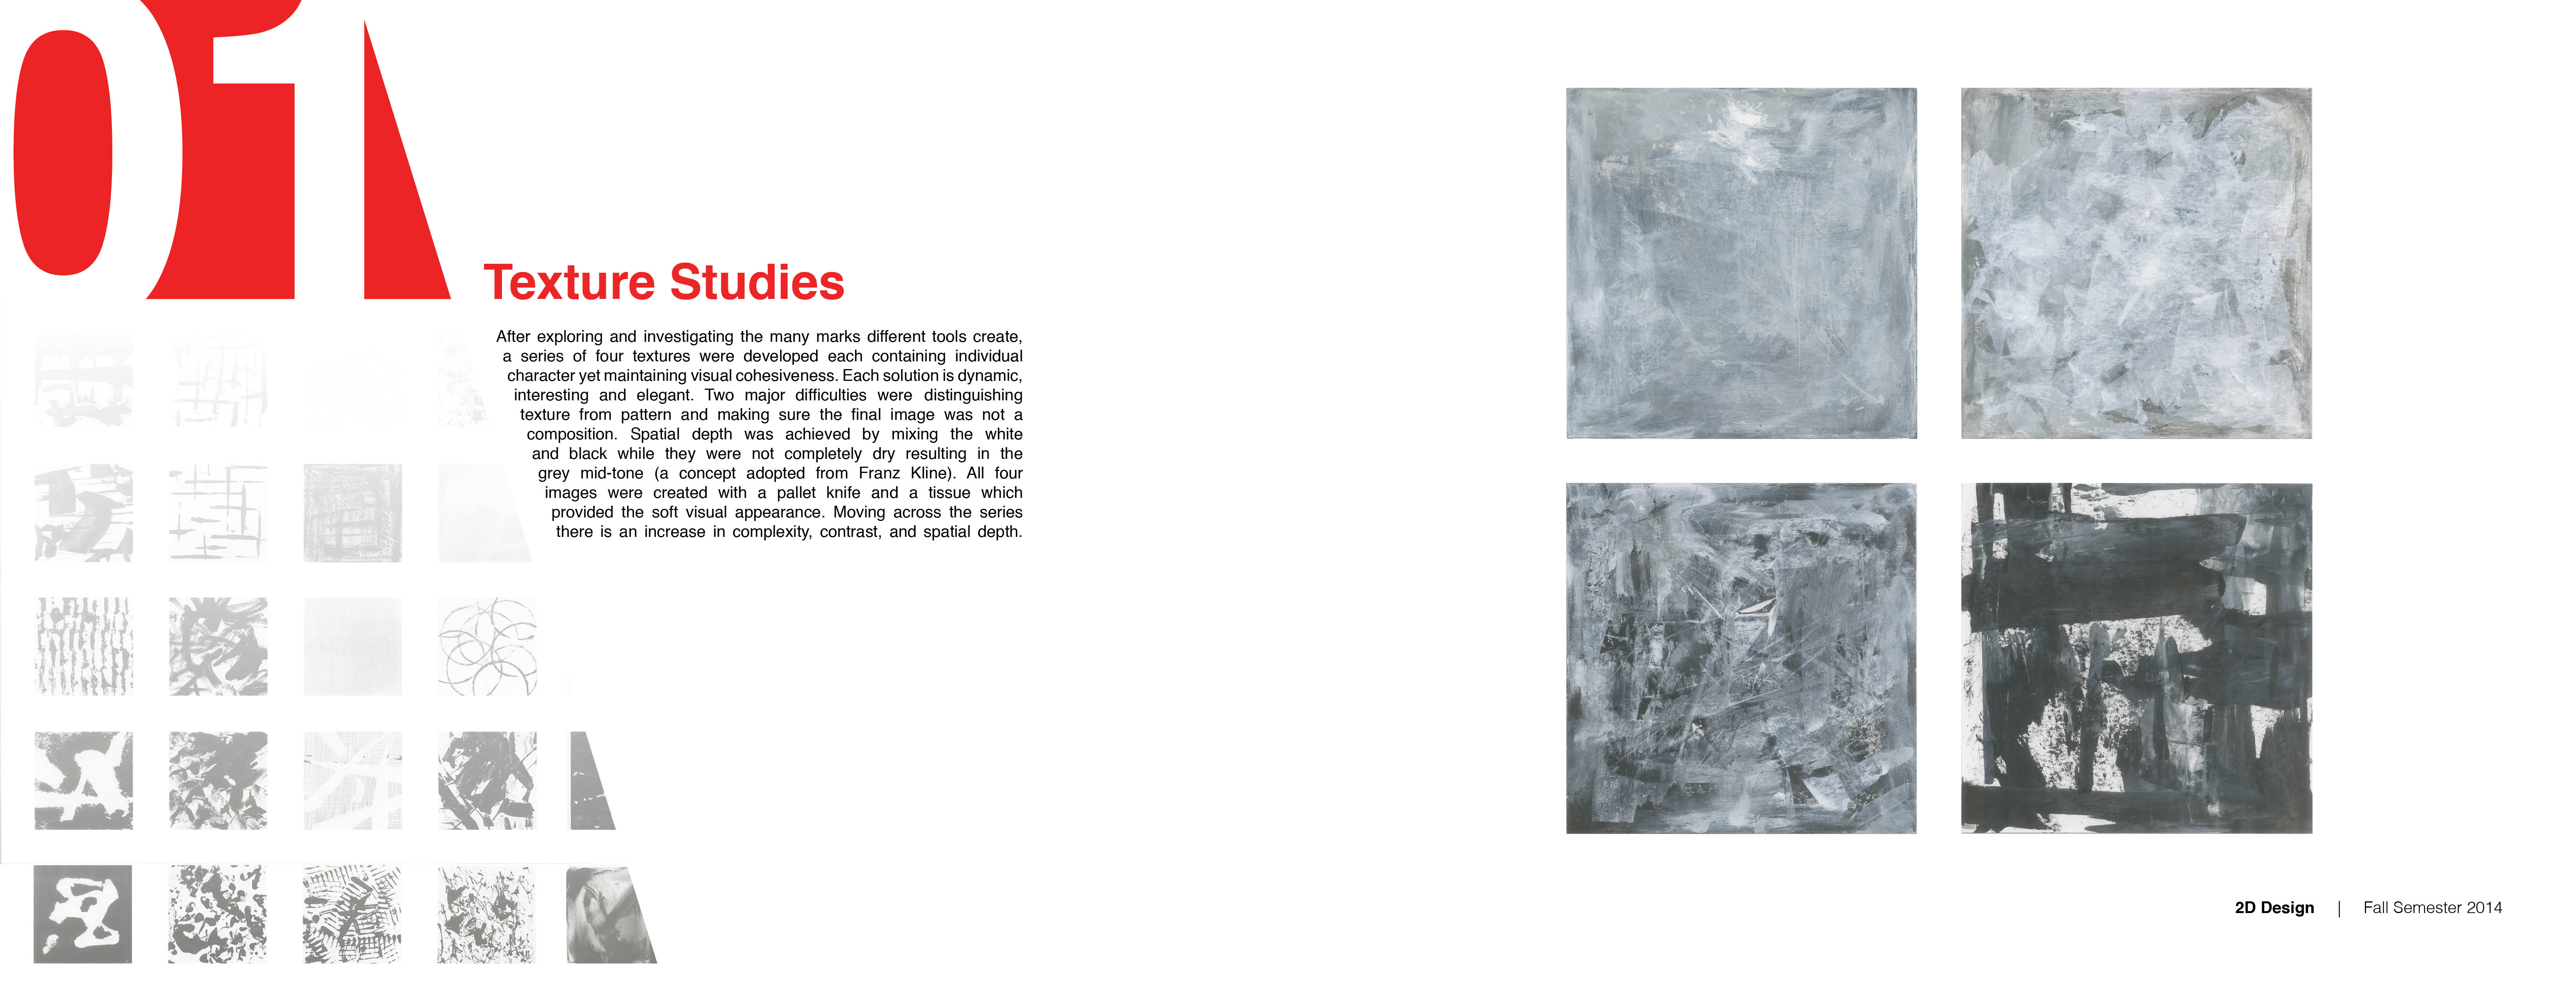 01
Texture Studies
After exploring and investigating the many marks different tools create,
a series of four textures were developed each containing individual
character yet maintaining visual cohesiveness. Each solution is dynamic,
interesting and elegant. Two major difficulties were distinguishing
texture from pattern and making sure the final image was not a
composition. Spatial depth was achieved by mixing the white
and black while they were not completely dry resulting in the
grey mid-tone (a concept adopted from Franz Kline). All four
images were created with a pallet knife and a tissue which
provided the soft visual appearance. Moving across the series
there is an increase in complexity, contrast, and spatial depth.
2D Design | Fall Semester 2014